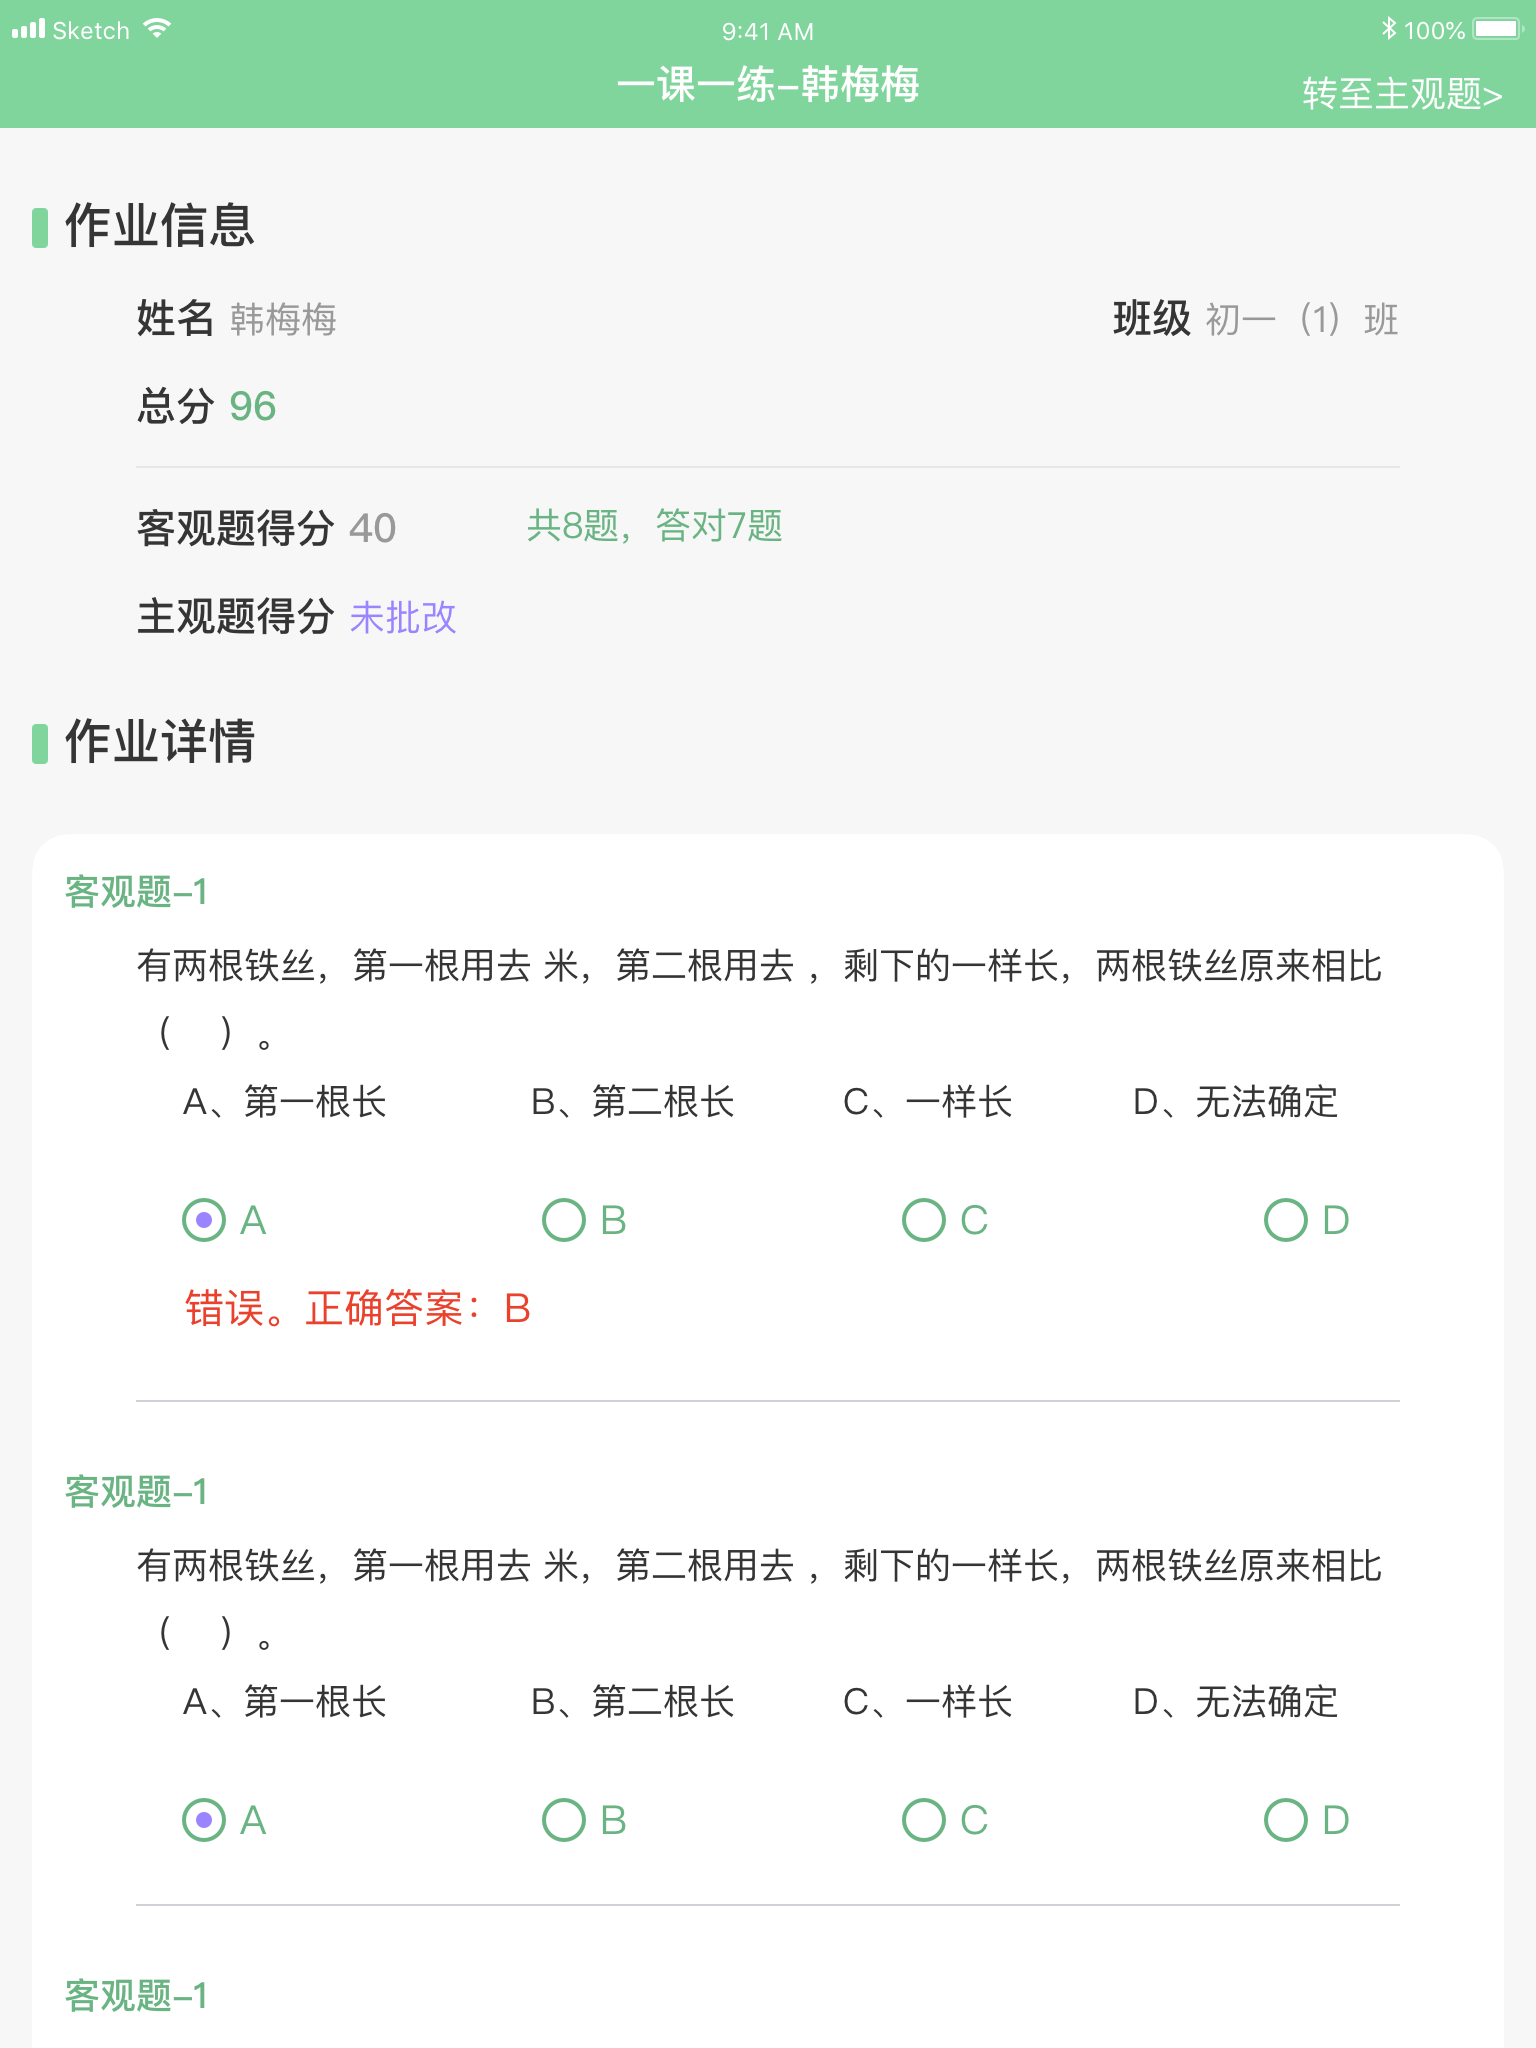 Sketch 9:41 AM 100%
一课一练-韩梅梅
转至主观题>
作业信息
姓名 韩梅梅 班级 初一（1）班
总分 96
客观题得分 40 共8题，答对7题
主观题得分 未批改
作业详情
客观题-1
有两根铁丝，第一根用去 米，第二根用去 ，剩下的一样长，两根铁丝原来相比
（ ）。
A、第一根长 B、第二根长 C、一样长 D、无法确定
A B C D
错误。正确答案：B
客观题-1
有两根铁丝，第一根用去 米，第二根用去 ，剩下的一样长，两根铁丝原来相比
（ ）。
A、第一根长 B、第二根长 C、一样长 D、无法确定
A B C D
客观题-1